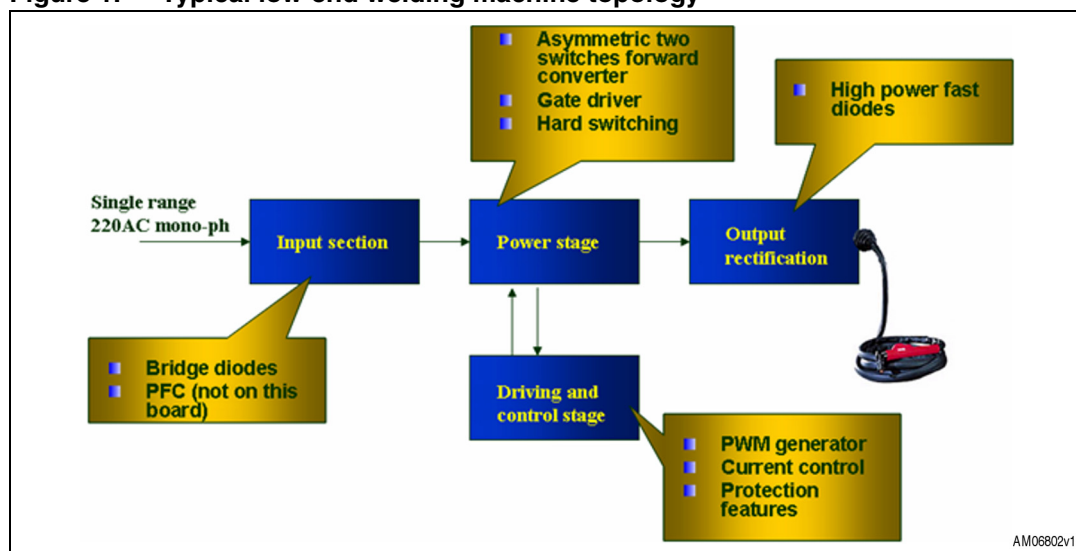 Figure 1. Typical low-end welding machine topology
Asymmetric two
switches forward
converter
Gate driver
Hard switching
High power fast
diodes
Single range
220AC mono-ph
Input section
Power stage
Output
rectification
Bridge diodes
PFC (not on this
board)
Driving and
control stage
PWM generator
Current control
Protection
features
AM06802v1